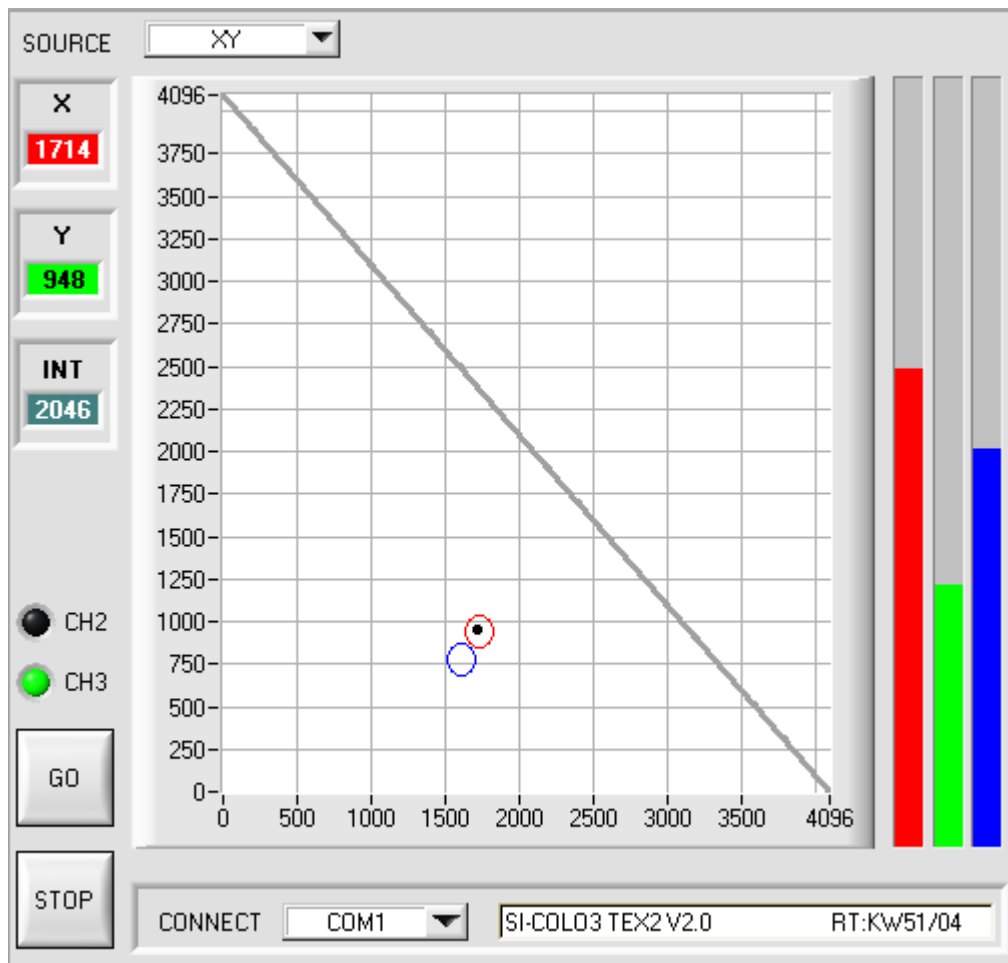 SOURCE XY
X
1714
Y
948
INT
2046
CH2
CH3
GO
STOP
4096
3750
3500
3250
3000
2750
2500
2250
2000
1750
1500
1250
1000
750
500
250
0
0 500 1000 1500 2000 2500 3000 3500 4096
CONNECT COM1 SI-COLO3 TEX2 V2.0 RT:KW51/04